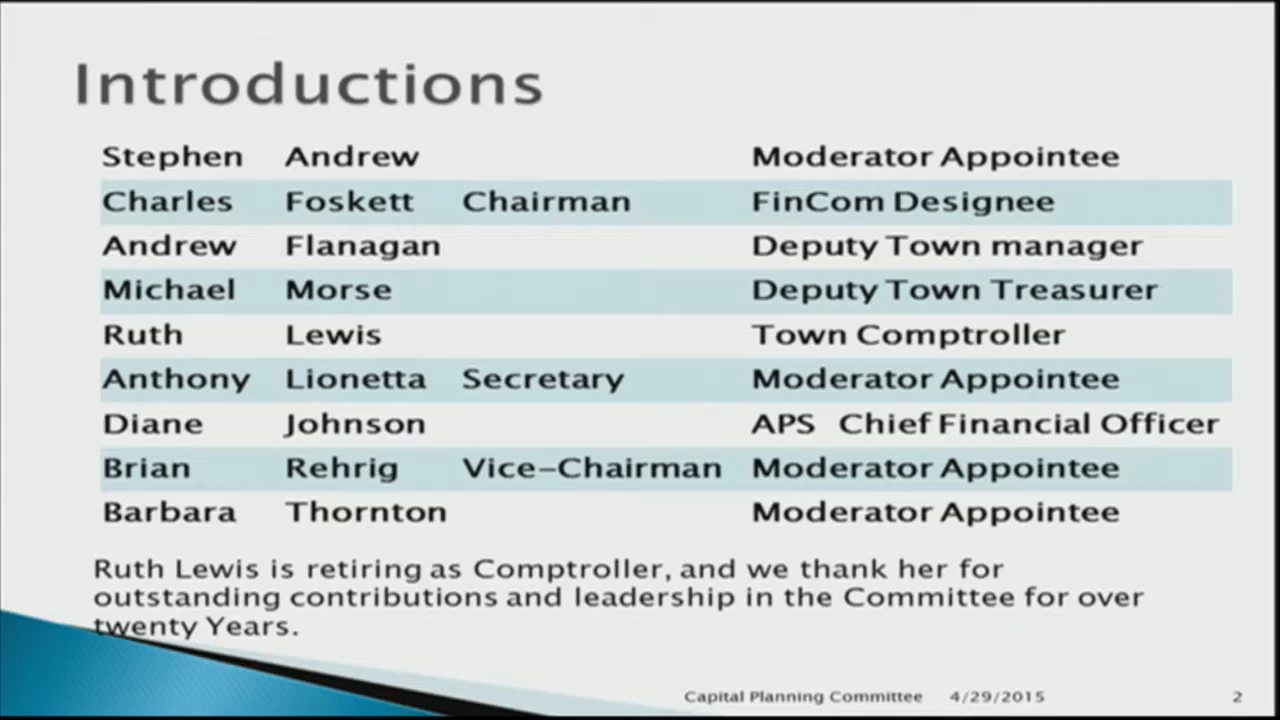 Introductions
Stephen Andrew Moderator Appointee
Charles Foskett Chairman FinCom Designee
Andrew Flanagan Deputy Town manager
Michael Morse Deputy Town Treasurer
Ruth Lewis Town Comptroller
Anthony Lionetta Secretary Moderator Appointee
Diane Johnson APS Chief Financial Officer
Brian Rehrig Vice-Chairman Moderator Appointee
Barbara Thornton Moderator Appointee
Ruth Lewis is retiring as Comptroller, and we thank her for
outstanding contributions and leadership in the Committee for over
twenty Years.
Capital Planning Committee 4/29/2015 2